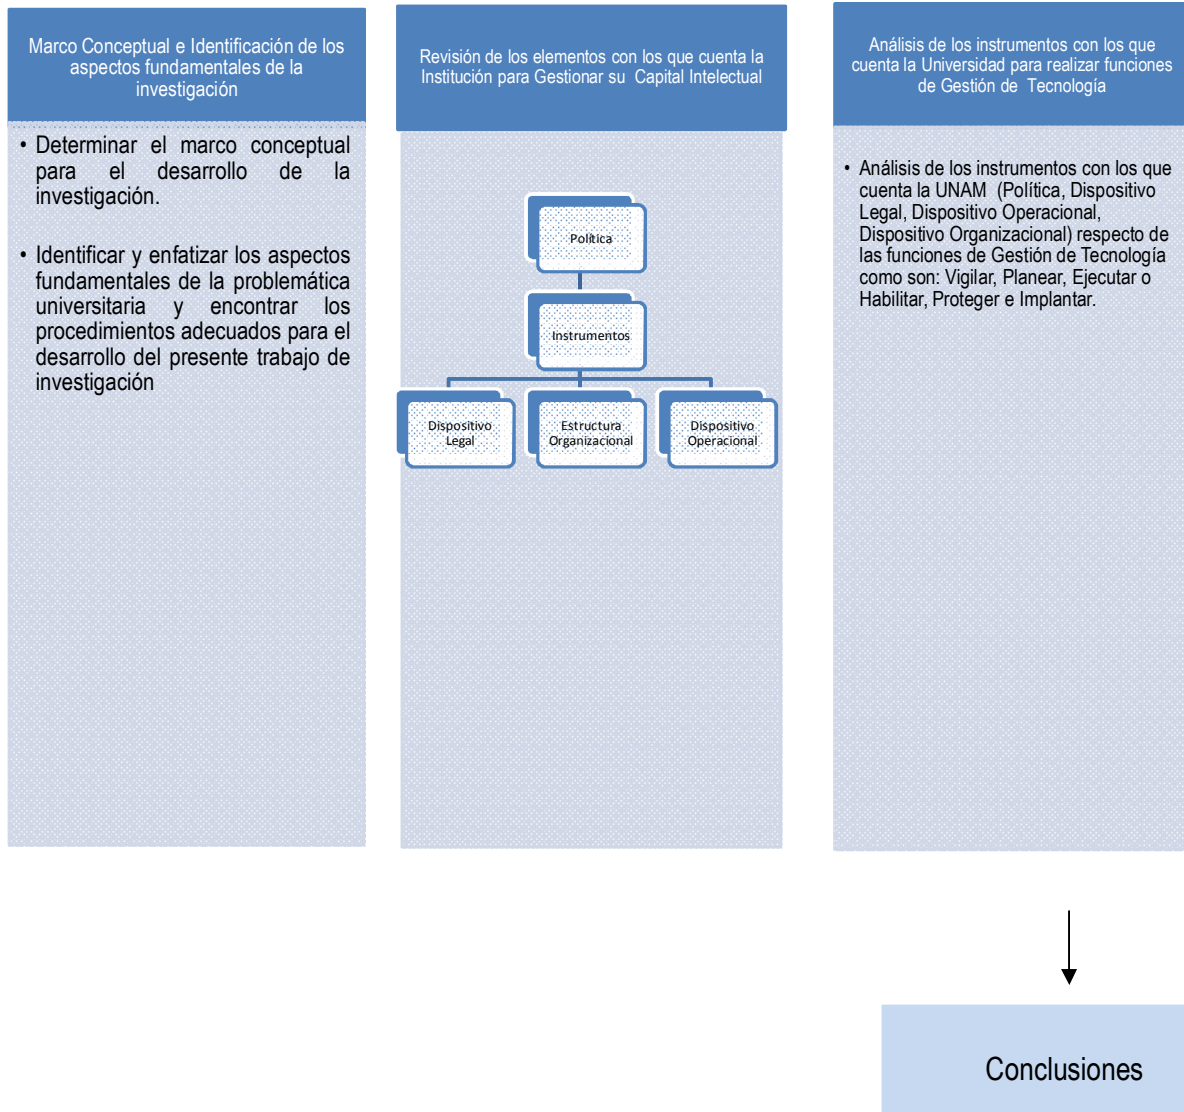 Marco Conceptual e Identificación de los
aspectos fundamentales de la
investigación
• Determinar el marco conceptual
para el desarrollo de la
investigación.
• Identificar y enfatizar los aspectos
fundamentales de la problemática
universitaria y encontrar los
procedimientos adecuados para el
desarrollo del presente trabajo de
investigación
Revisión de los elementos con los que cuenta la
Institución para Gestionar su Capital Intelectual
Política
Instrumentos
Dispositivo
Legal
Estructura
Organizacional
Dispositivo
Operacional
Análisis de los instrumentos con los que
cuenta la Universidad para realizar funciones
de Gestión de Tecnología
• Análisis de los instrumentos con los que
cuenta la UNAM (Política, Dispositivo
Legal, Dispositivo Operacional,
Dispositivo Organizacional) respecto de
las funciones de Gestión de Tecnología
como son: Vigilar, Planear, Ejecutar o
Habilitar, Proteger e Implantar.
Conclusiones